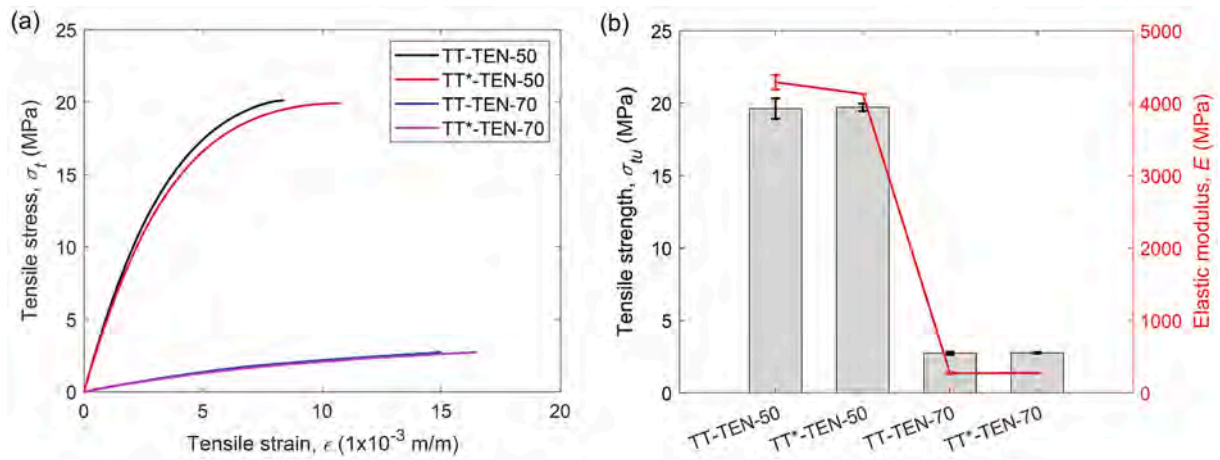 (a)
25
20
15
10
5
0
Tensile stress, σt (MPa)
TT-TEN-50
TT*-TEN-50
TT-TEN-70
TT*-TEN-70
0 5 10 15 20
Tensile strain, ϵ (1x10-3 m/m)
(b)
25
20
15
10
5
0
Tensile strength, σtu (MPa)
5000
4000
3000
2000
1000
0
Elastic modulus, E (MPa)
TT-TEN-50
TT*-TEN-50
TT-TEN-70
TT*-TEN-70